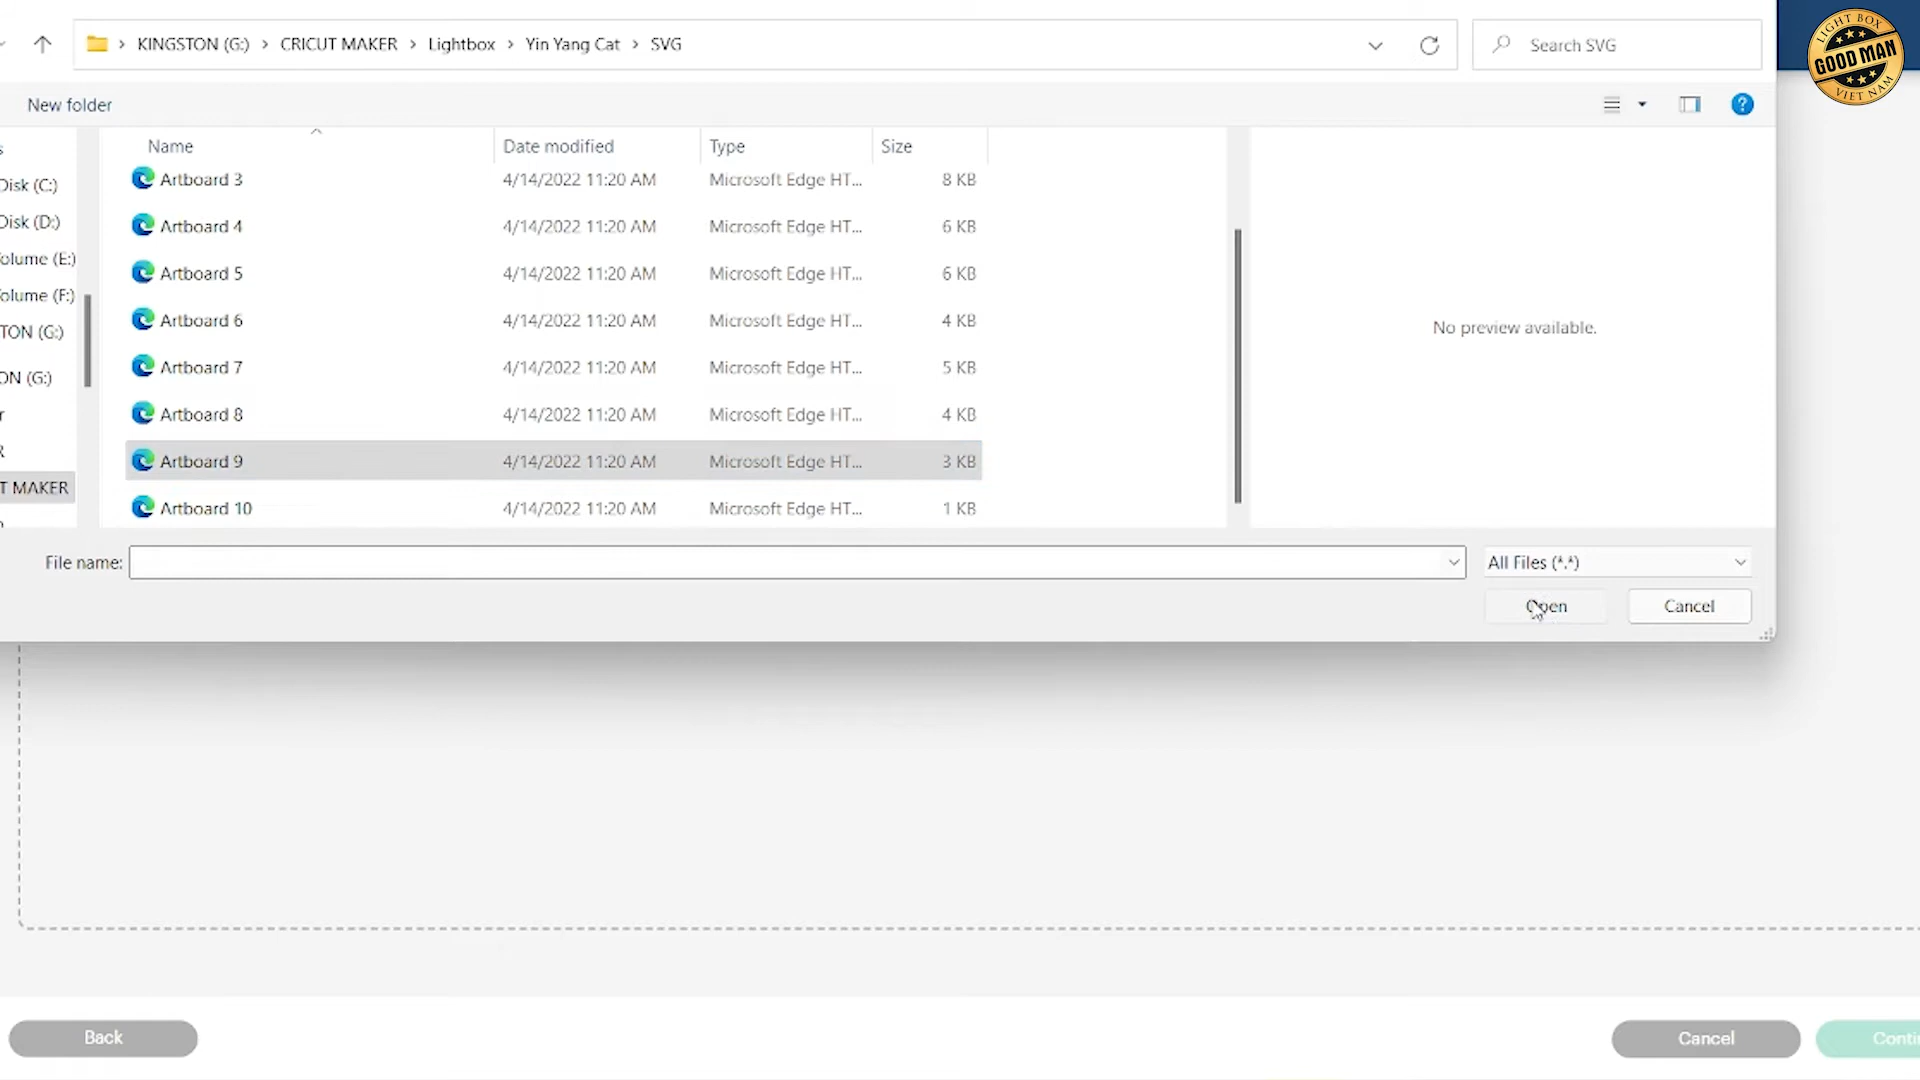 KINGSTON (G:) > CRICUT MAKER > Lightbox > Yin Yang Cat > SVG
Search SVG
LIGHT BOX
GOOD MAN
VIET NAM
New folder
Name Date modified Type Size
s
Disk (C:)
Disk (D:)
olume (E:)
olume (F:)
TON (G:)
ON (G:)
r
R
T MAKER
Artboard 3 4/14/2022 11:20 AM Microsoft Edge HT... 8 KB
Artboard 4 4/14/2022 11:20 AM Microsoft Edge HT... 6 KB
Artboard 5 4/14/2022 11:20 AM Microsoft Edge HT... 6 KB
Artboard 6 4/14/2022 11:20 AM Microsoft Edge HT... 4 KB
Artboard 7 4/14/2022 11:20 AM Microsoft Edge HT... 5 KB
Artboard 8 4/14/2022 11:20 AM Microsoft Edge HT... 4 KB
Artboard 9 4/14/2022 11:20 AM Microsoft Edge HT... 3 KB
Artboard 10 4/14/2022 11:20 AM Microsoft Edge HT... 1 KB
No preview available.
File name:
All Files (*.*)
Open Cancel
Back Cancel Conti